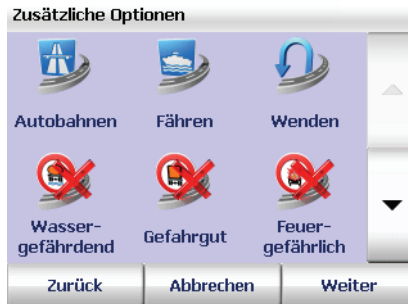 Zusätzliche Optionen
Autobahnen
Fähren
Wenden
Wasser-
gefährdend
Gefahrgut
Feuer-
gefährlich
Zurück
Abbrechen
Weiter